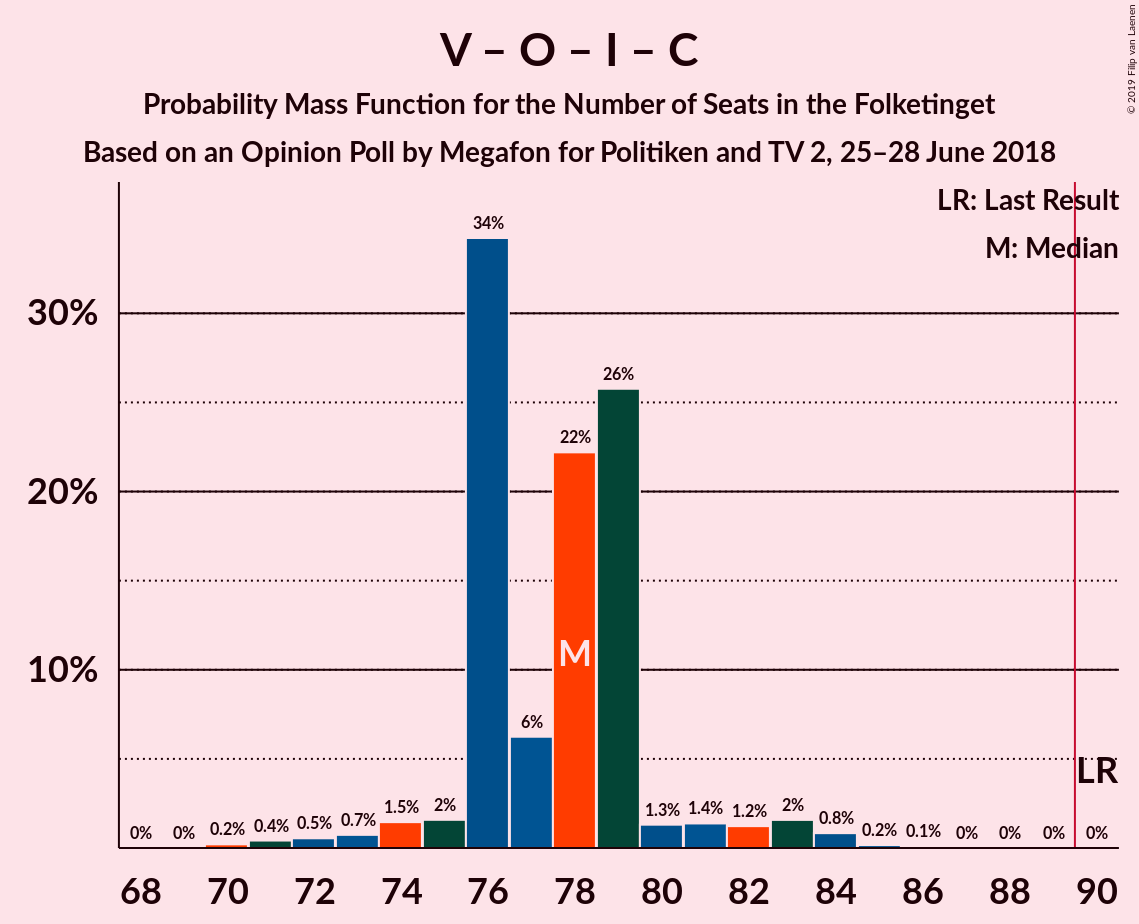 V – O – I – C
Probability Mass Function for the Number of Seats in the Folketinget
Based on an Opinion Poll by Megafon for Politiken and TV 2, 25–28 June 2018
© 2019 Filip van Laenen
LR: Last Result
M: Median
34%
30%
26%
22%
20%
M
10%
6%
LR
0% 0% 0.2% 0.4% 0.5% 0.7% 1.5% 2% 1.3% 1.4% 1.2% 2% 0.8% 0.2% 0.1% 0% 0% 0% 0%
68 70 72 74 76 78 80 82 84 86 88 90